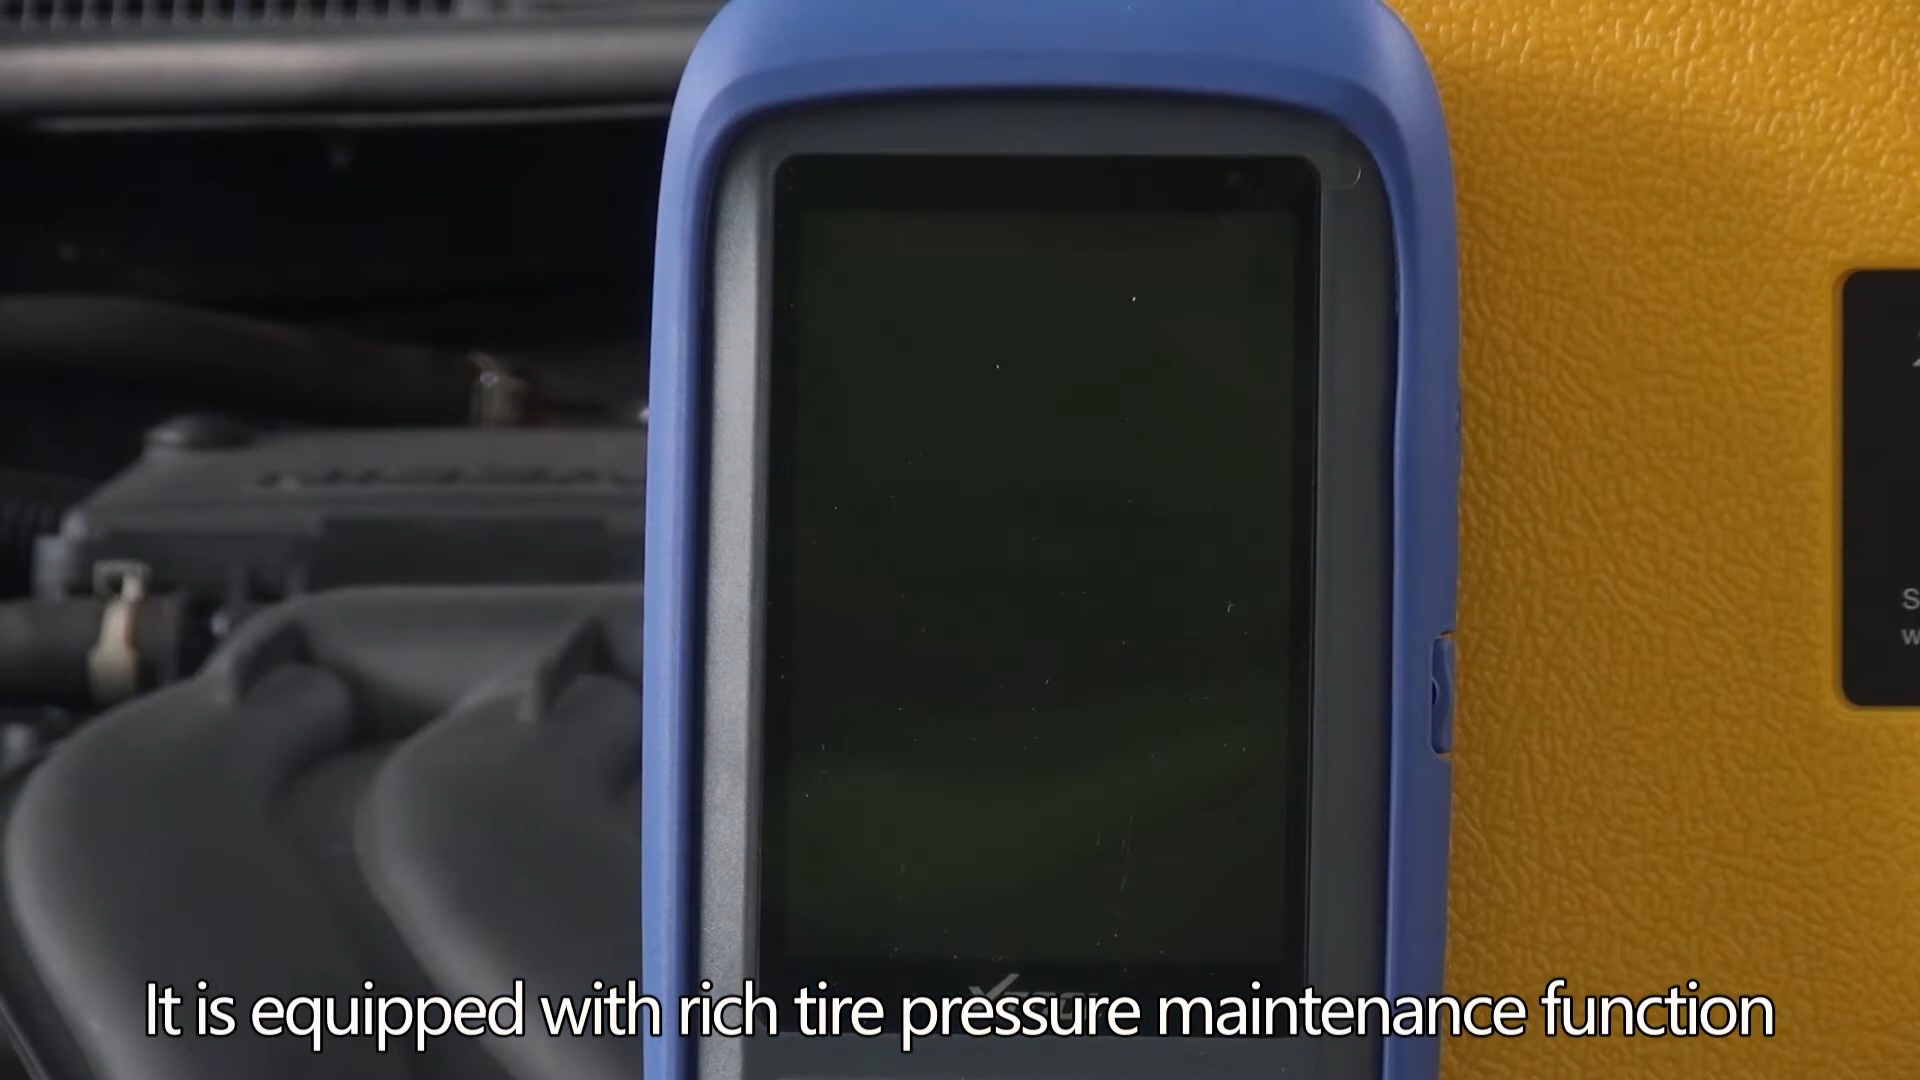 It is equipped with rich tire pressure maintenance function